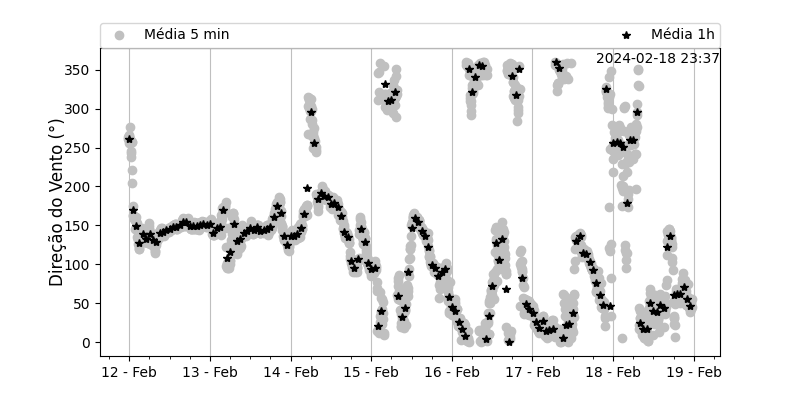 Média 5 min
Média 1h
2024-02-18 23:37
Direção do Vento (°)
350
300
250
200
150
100
50
0
12 - Feb
13 - Feb
14 - Feb
15 - Feb
16 - Feb
17 - Feb
18 - Feb
19 - Feb